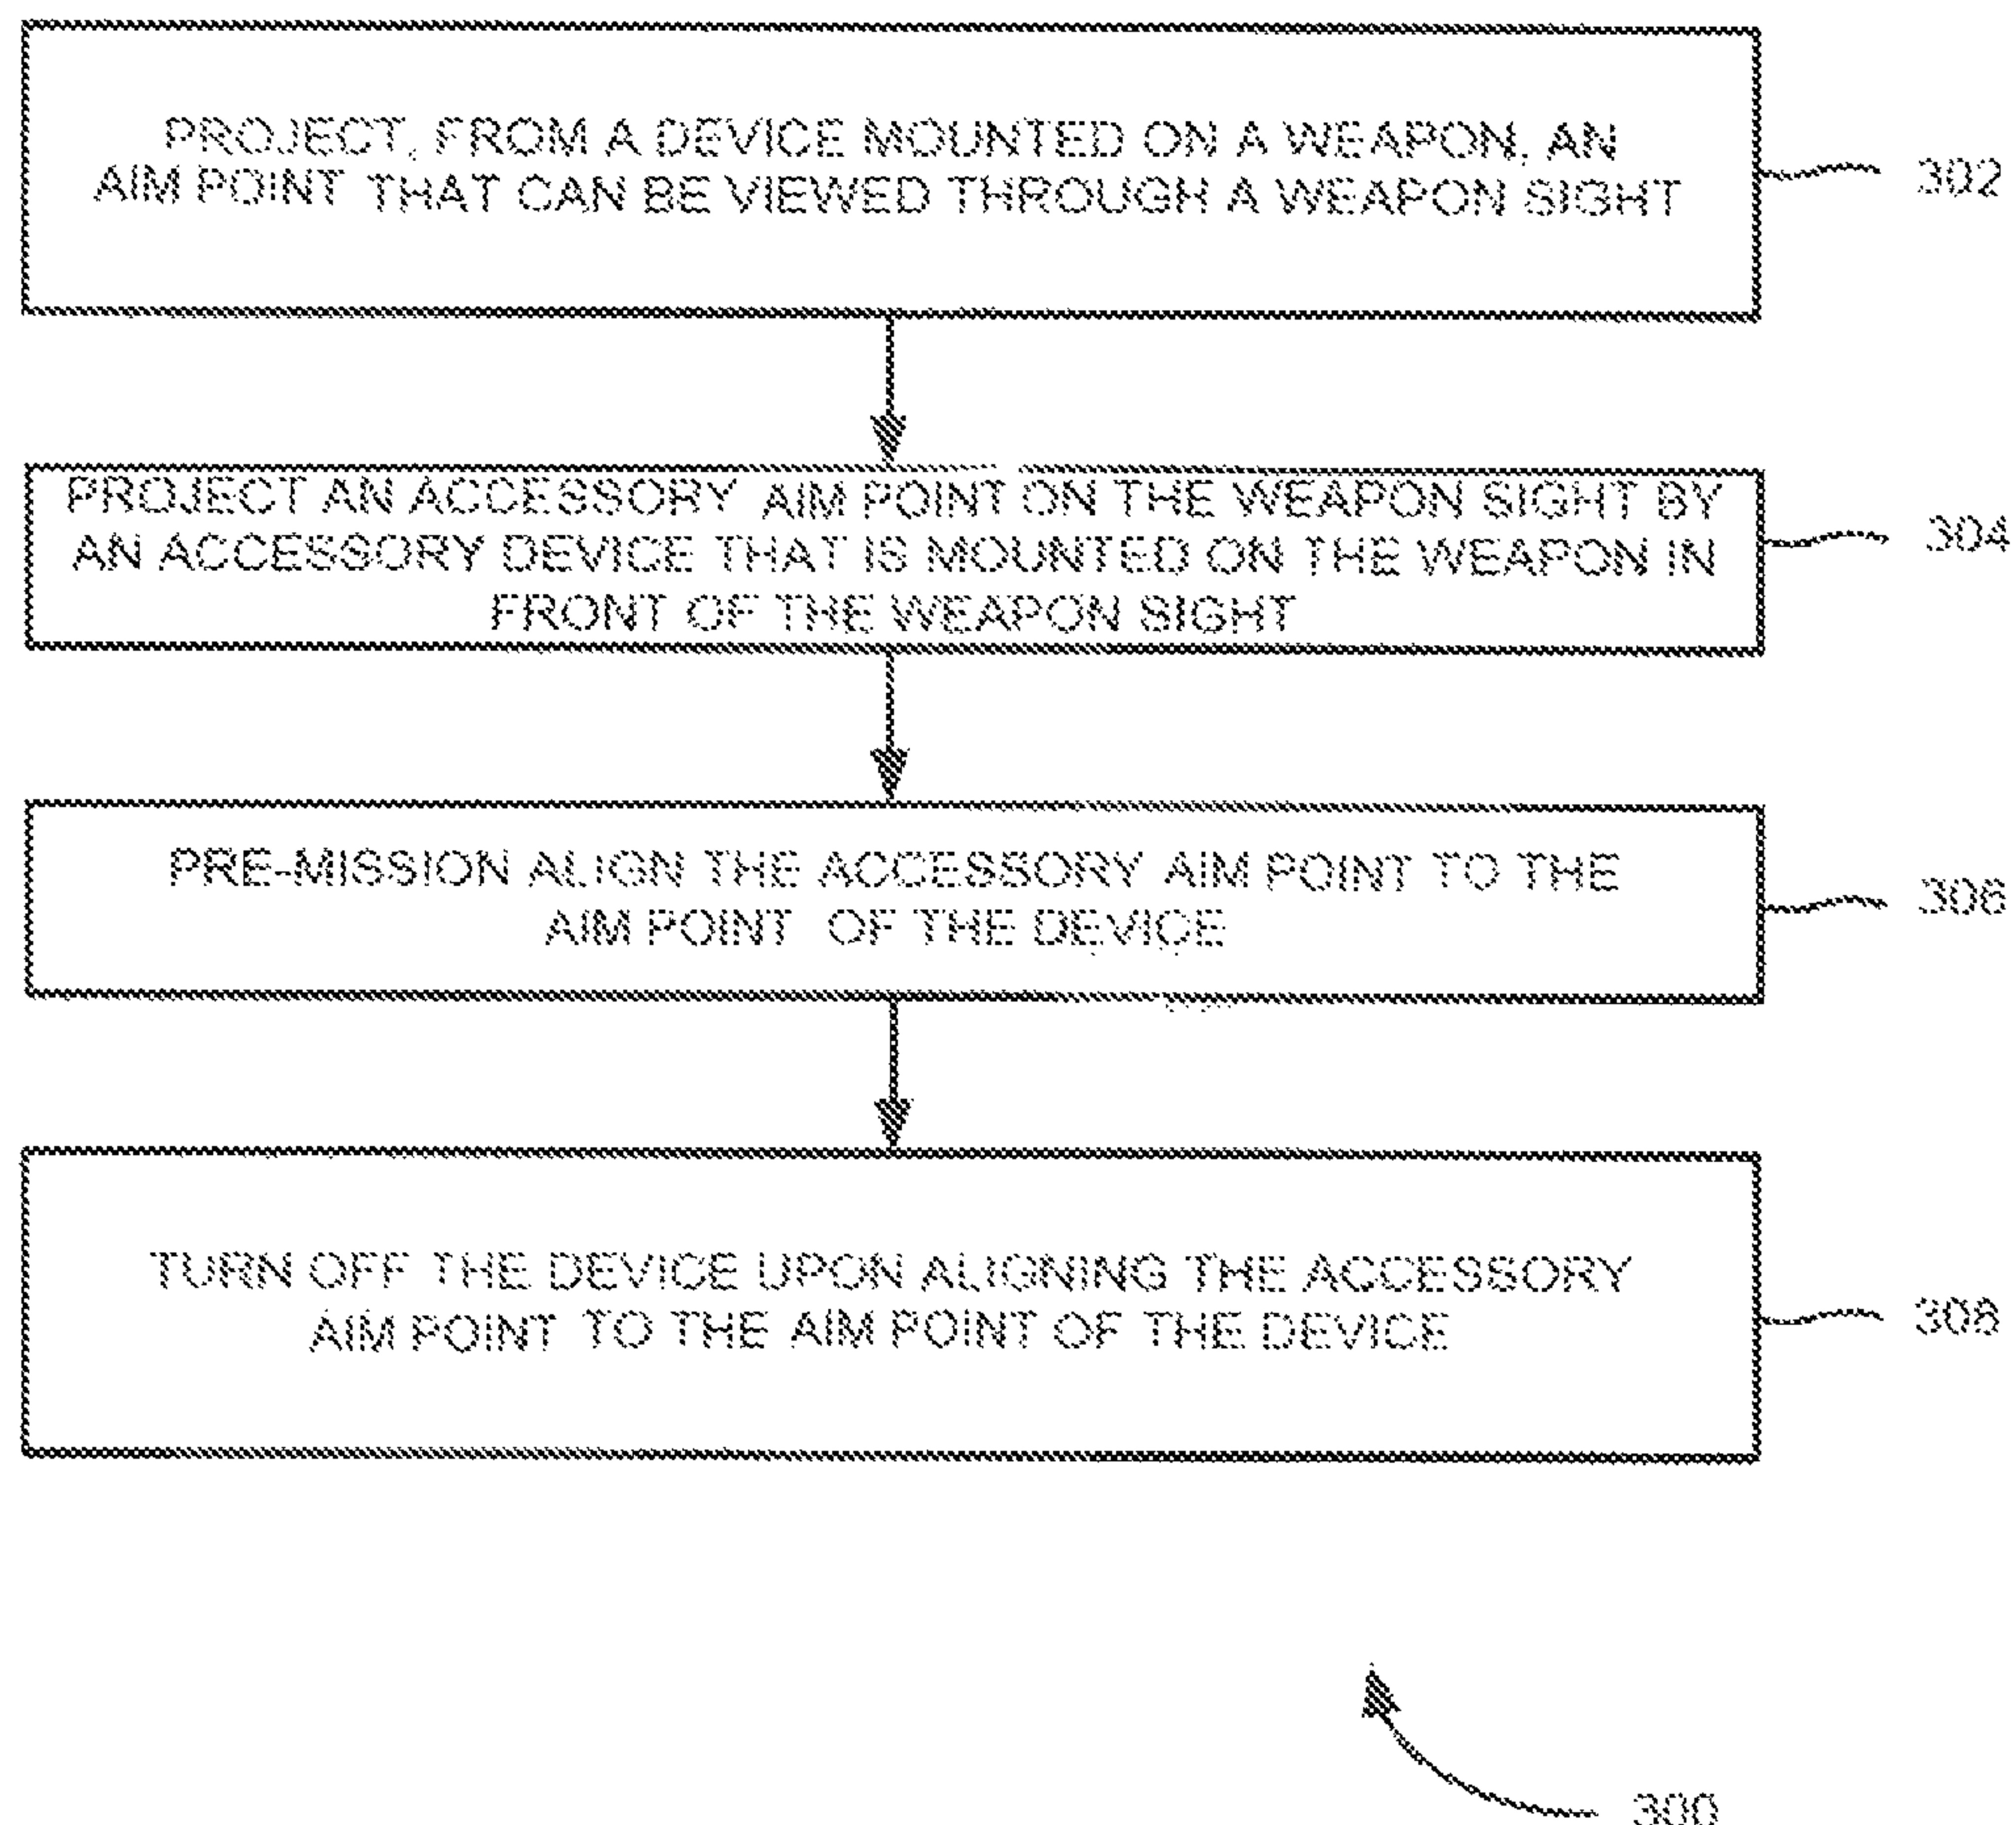 PROJECT, FROM A DEVICE MOUNTED ON A WEAPON, AN
AIM POINT THAT CAN BE VIEWED THROUGH A WEAPON SIGHT
302
PROJECT AN ACCESSORY AIM POINT ON THE WEAPON SIGHT BY
AN ACCESSORY DEVICE THAT IS MOUNTED ON THE WEAPON IN
FRONT OF THE WEAPON SIGHT
304
PRE-MISSION ALIGN THE ACCESSORY AIM POINT TO THE
AIM POINT OF THE DEVICE
306
TURN OFF THE DEVICE UPON ALIGNING THE ACCESSORY
AIM POINT TO THE AIM POINT OF THE DEVICE
308
300